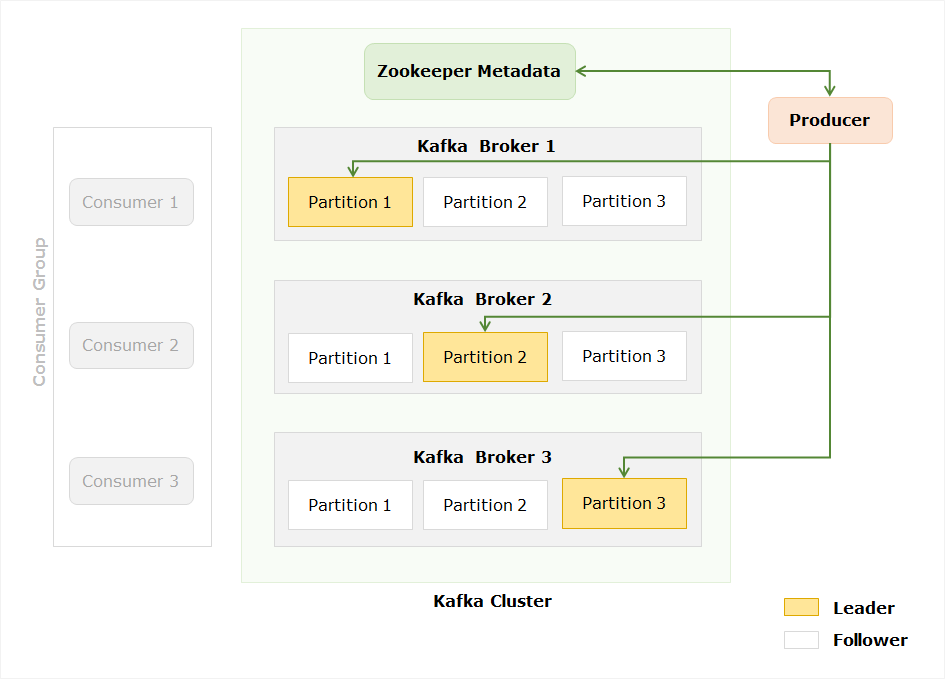 Zookeeper Metadata
Producer
Consumer Group
Consumer 1
Consumer 2
Consumer 3
Kafka  Broker 1
Partition 1
Partition 2
Partition 3
Kafka  Broker 2
Partition 1
Partition 2
Partition 3
Kafka  Broker 3
Partition 1
Partition 2
Partition 3
Kafka Cluster
Leader
Follower